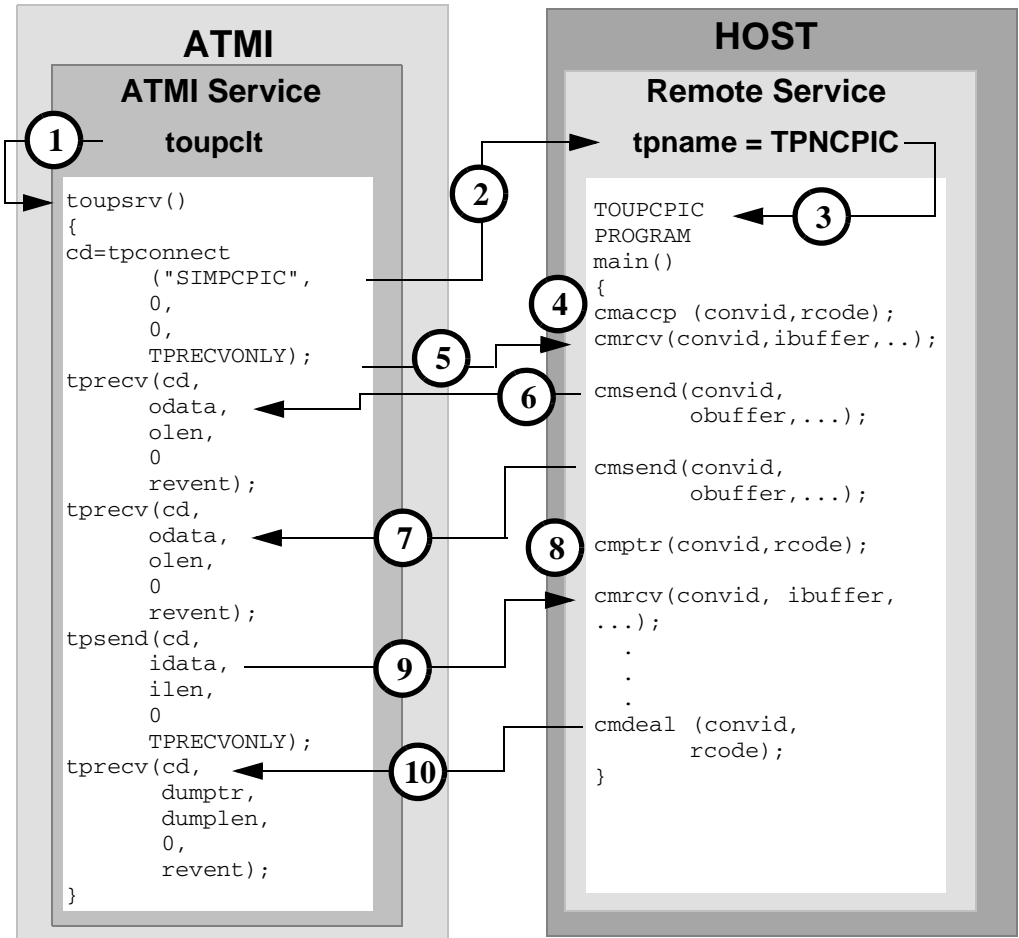 ATMI
ATMI Service
toupclt
1
toupsrv()
{
cd=tpconnect
("SIMPCPIC",
0,
0,
TPRECVONLY);
tprecv(cd,
odata,
olen,
0
revent);
tprecv(cd,
odata,
olen,
0
revent);
tpsend(cd,
idata,
ilen,
0
TPRECVONLY);
tprecv(cd,
dumptr,
dumplen,
0,
revent);
}
2
5
6
7
9
10
HOST
Remote Service
tpname = TPNCPIC
3
TOUPCPIC
PROGRAM
main()
{
4
cmaccp (convid,rcode);
cmrcv(convid,ibuffer,..);
cmsend(convid,
obuffer,...);
cmsend(convid,
obuffer,...);
8
cmptr(convid,rcode);
cmrcv(convid, ibuffer,
...);
.
.
.
cmdeal (convid,
rcode);
}